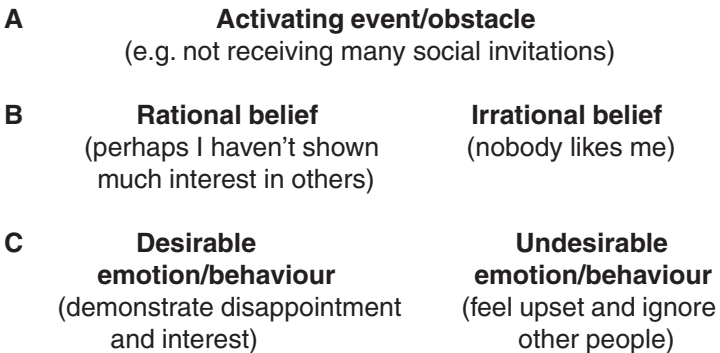 A Activating event/obstacle
(e.g. not receiving many social invitations)
B Rational belief Irrational belief
(perhaps I haven’t shown (nobody likes me)
much interest in others)
C Desirable Undesirable
emotion/behaviour emotion/behaviour
(demonstrate disappointment (feel upset and ignore
and interest) other people)